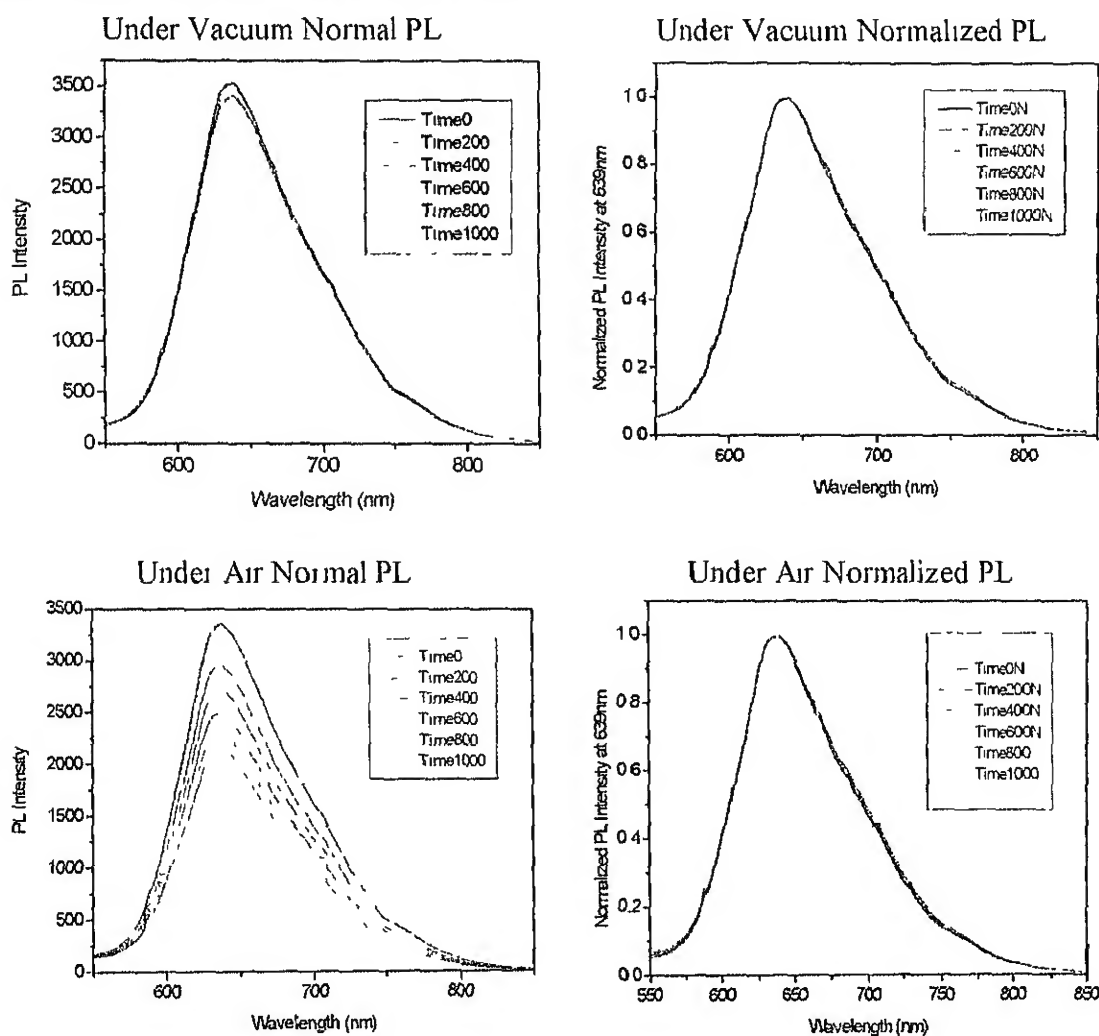 Under Vacuum Normal PL
3500
3000
2500
2000
1500
1000
500
0
PL Intensity
Time0
Time200
Time400
Time600
Time800
Time1000
600
700
800
Wavelength (nm)
Under Vacuum Normalized PL
1.0
0.8
0.6
0.4
0.2
0.0
Normalized PL Intensity at 639nm
Time0N
Time200N
Time400N
Time600N
Time800N
Time1000N
600
700
800
Wavelength (nm)
Under Air Normal PL
3500
3000
2500
2000
1500
1000
500
0
PL Intensity
Time0
Time200
Time400
Time600
Time800
Time1000
600
700
800
Wavelength (nm)
Under Air Normalized PL
1.0
0.8
0.6
0.4
0.2
0.0
Normalized PL Intensity at 639nm
Time0N
Time200N
Time400N
Time600N
Time800
Time1000
550
600
650
700
750
800
850
Wavelength (nm)